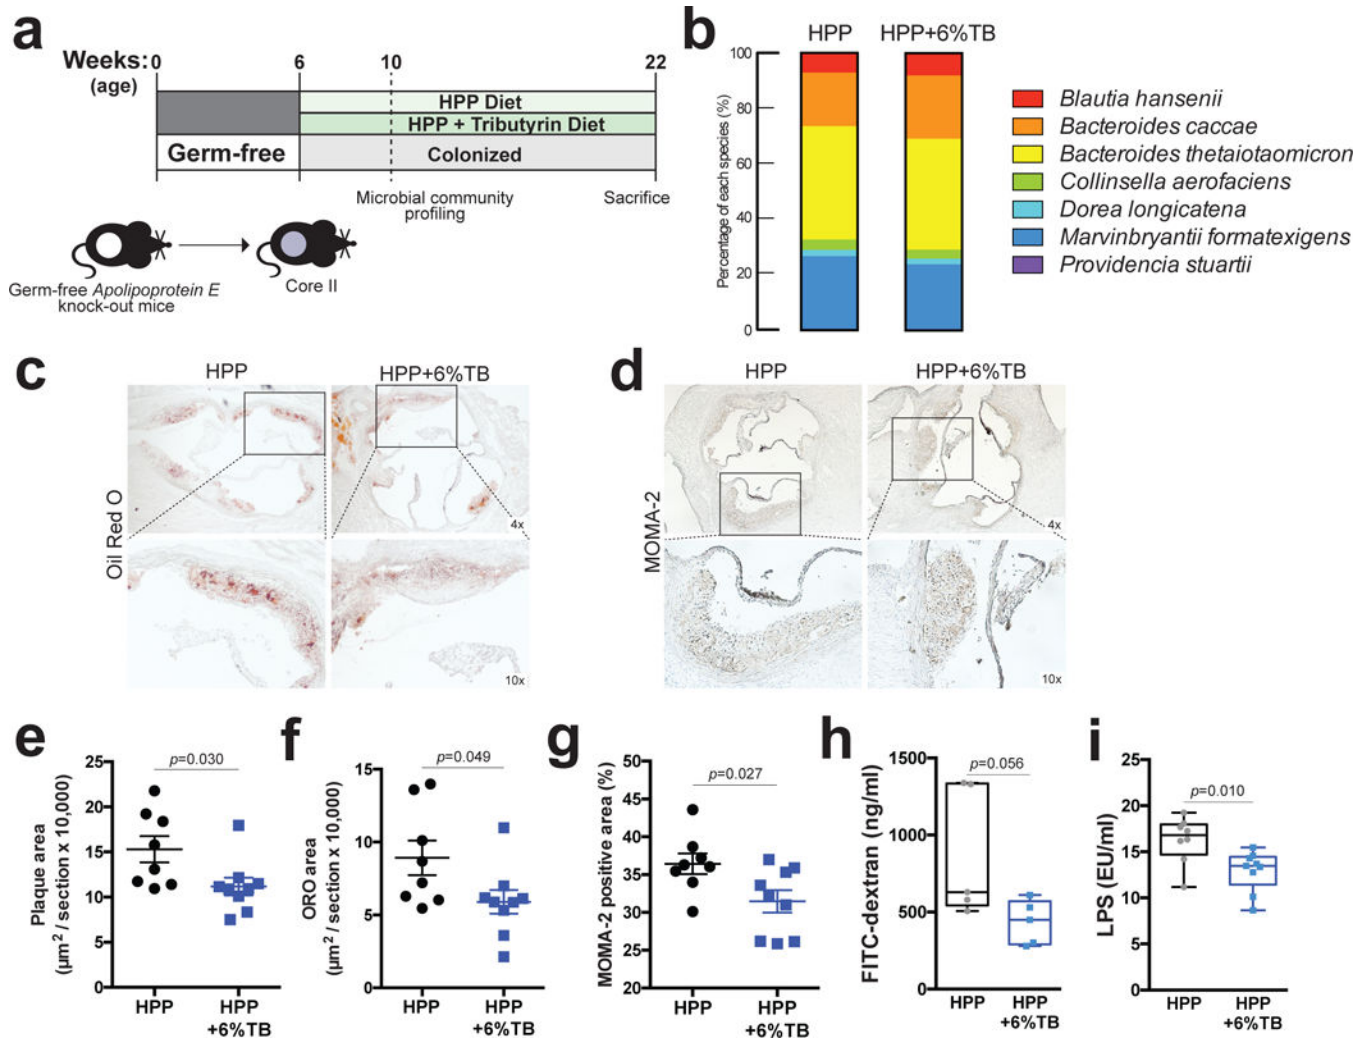 a
Weeks: 0 6 10 22
(age)
HPP Diet
HPP + Tributyrin Diet
Germ-free Colonized
Microbial community
profiling
Sacrifice
Germ-free Apolipoprotein E
knock-out mice
Core II
b
HPP HPP+6%TB
Percentage of each species (%)
100
80
60
40
20
0
Blautia hansenii
Bacteroides caccae
Bacteroides thetaiotaomicron
Collinsella aerofaciens
Dorea longicatena
Marvinbryantii formatexigens
Providencia stuartii
c
HPP HPP+6%TB
Oil Red O
4x
10x
d
HPP HPP+6%TB
MOMA-2
4x
10x
e
p=0.030
Plaque area
(µm² / section x 10,000)
25
20
15
10
5
0
HPP HPP
+6%TB
f
p=0.049
ORO area
(µm² / section x 10,000)
15
10
5
0
HPP HPP
+6%TB
g
p=0.027
MOMA-2 positive area (%)
50
45
40
35
30
25
20
HPP HPP
+6%TB
h
p=0.056
FITC-dextran (ng/ml)
1500
1000
500
0
HPP HPP
+6%TB
i
p=0.010
LPS (EU/ml)
25
20
15
10
5
0
HPP HPP
+6%TB